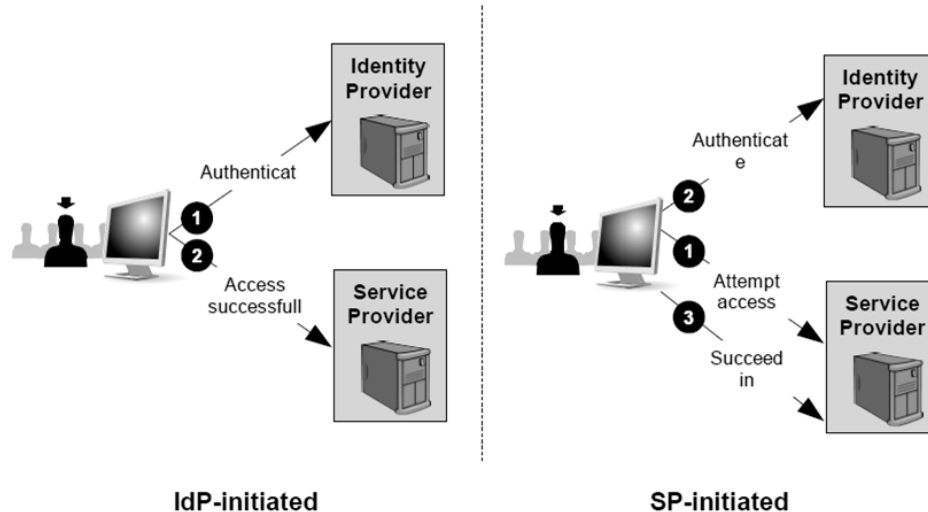 Identity
Provider
Authenticat
1
2
Access
successfull
Service
Provider
IdP-initiated
Identity
Provider
Authenticat
e
2
1
Attempt
access
3
Succeed
in
Service
Provider
SP-initiated